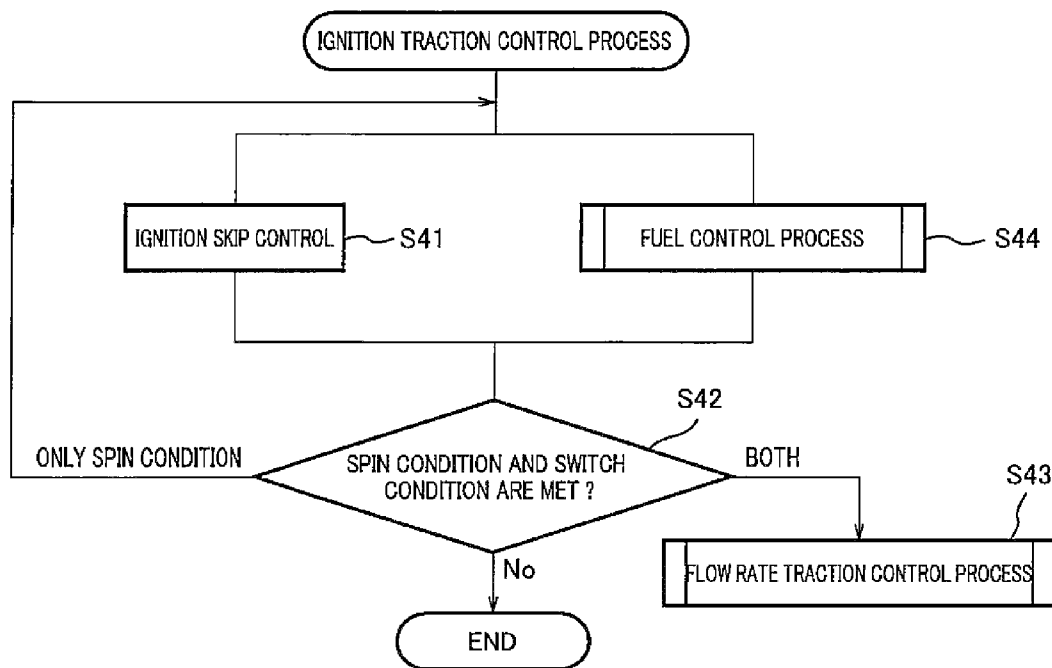 IGNITION TRACTION CONTROL PROCESS
IGNITION SKIP CONTROL
S41
FUEL CONTROL PROCESS
S44
S42
ONLY SPIN CONDITION
SPIN CONDITION AND SWITCH
CONDITION ARE MET ?
BOTH
S43
FLOW RATE TRACTION CONTROL PROCESS
No
END